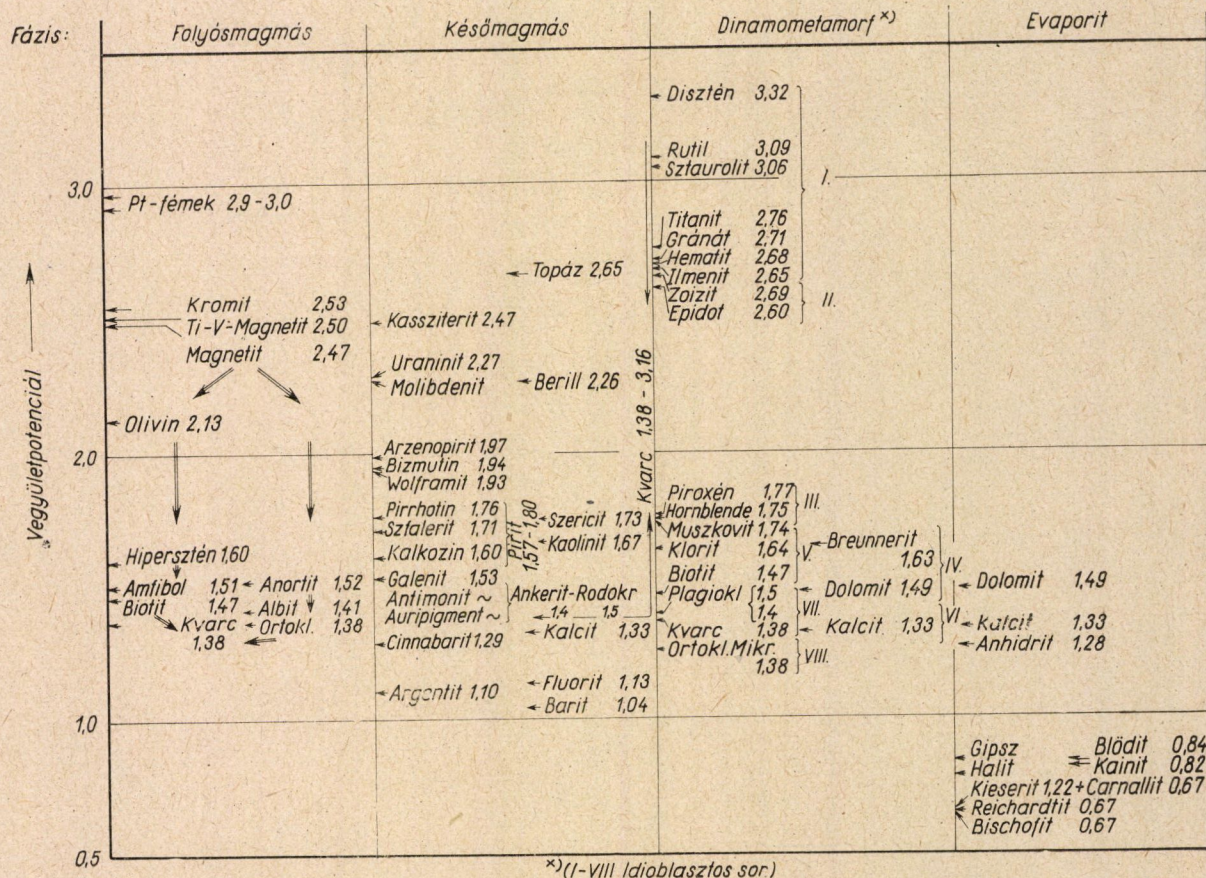 Fázis:
Folyósmagmás
Későmagmás
Dinamometamorf x)
Evaporit
Vegyületpotenciál
3,0
2,0
1,0
0,5
Pt-fémek 2,9-3,0
Kromit 2,53
Ti-V-Magnetit 2,50
Magnetit 2,47
Olivin 2,13
Hipersztén 1,60
Amfibol 1,51
Anortit 1,52
Biotit 1,47
Albit 1,41
Kvarc
Ortokl. 1,38
1,38
Topáz 2,65
Kassziterit 2,47
Uraninit 2,27
Molibdenit
Berill 2,26
Arzenopirit 1,97
Bizmutin 1,94
Wolframit 1,93
Pirrhotin 1,76
Szfalerit 1,71
Kalkozin 1,60
Pirit
1,57-1,80
Szericit 1,73
Kaolinit 1,67
Galenit 1,53
Antimonit ~
Auripigment ~
Ankerit-Rodokr
1,4 1,5
Kalcit 1,33
Cinnabarit 1,29
Argentit 1,10
Fluorit 1,13
Barit 1,04
Kvarc 1,38 - 3,16
Disztén 3,32
Rutil 3,09
Sztaurolit 3,06
I.
Titanit 2,76
Gránát 2,71
Hematit 2,68
Ilmenit 2,65
Zoizit 2,69
Epidot 2,60
II.
Piroxén 1,77
Hornblende 1,75
III.
Muszkovit 1,74
Klorit 1,64
Biotit 1,47
V.
Breunnerit
1,63
IV.
Plagiokl
1,5
1,4
Dolomit 1,49
VII.
Kvarc 1,38
Kalcit 1,33
VI
Ortokl.Mikr.
1,38
VIII.
Dolomit 1,49
Kalcit 1,33
Anhidrit 1,28
Gipsz
Blödit 0,84
Halit
Kainit 0,82
Kieserit 1,22+Carnallit 0,67
Reichardtit 0,67
Bischofit 0,67
x)(I-VIII Idioblasztos sor.)